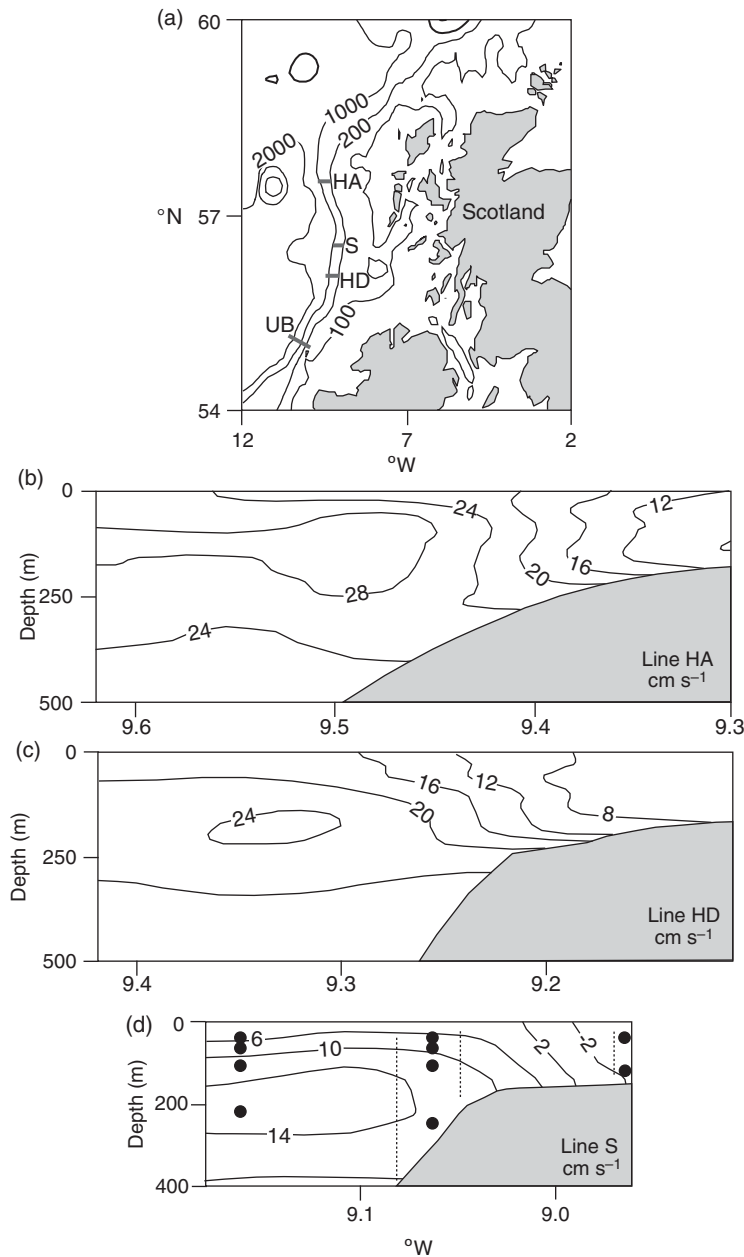 (a)
60
57
54
°N
12
7
2
°W
1000
200
2000
HA
S
HD
UB
100
Scotland
(b)
0
250
500
Depth (m)
24
12
16
20
28
24
Line HA
cm s⁻¹
9.6
9.5
9.4
9.3
(c)
0
250
500
Depth (m)
16
12
20
24
8
Line HD
cm s⁻¹
9.4
9.3
9.2
(d)
0
200
400
Depth (m)
6
10
2
-2
14
Line S
cm s⁻¹
9.1
9.0
°W